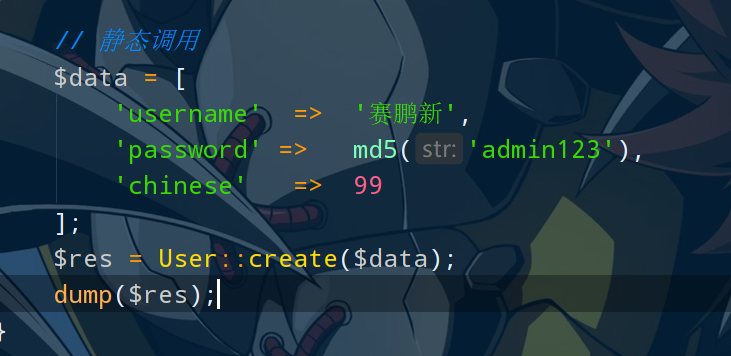 // 静态调用
$data = [
'username' => '赛鹏新',
'password' => md5( str: 'admin123'),
'chinese' => 99
];
$res = User::create($data);
dump($res);
}